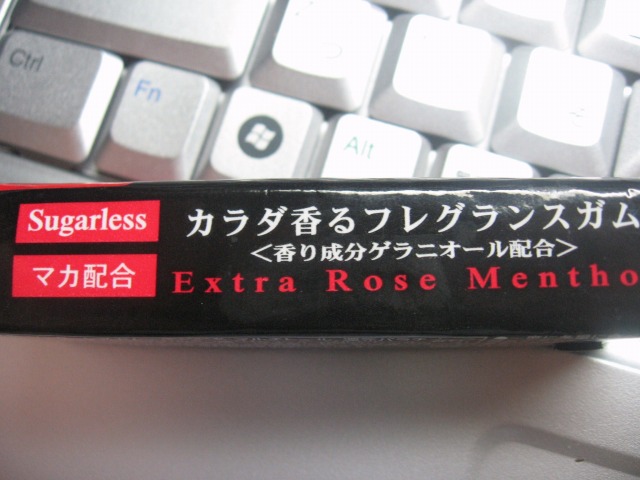 Ctrl
Fn
Alt
Sugarless
カラダ香るフレグランスガム
<香り成分ゲラニオール配合>
マカ配合
Extra Rose Mentho